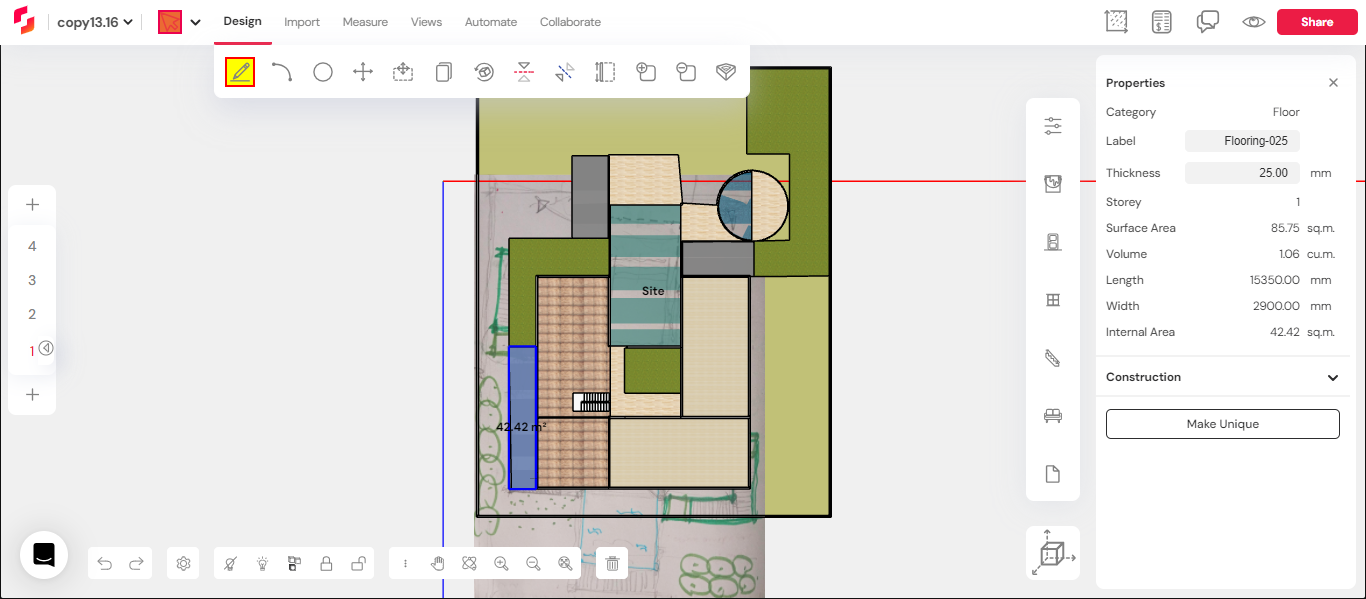 copy13.16
Design
Import
Measure
Views
Automate
Collaborate
Share
Properties
Category Floor
Label Flooring-025
Thickness 25.00 mm
Storey 1
Surface Area 85.75 sq.m.
Volume 1.06 cu.m.
Length 15350.00 mm
Width 2900.00 mm
Internal Area 42.42 sq.m.
Construction
Make Unique
4
3
2
1
Site
42.42 m²